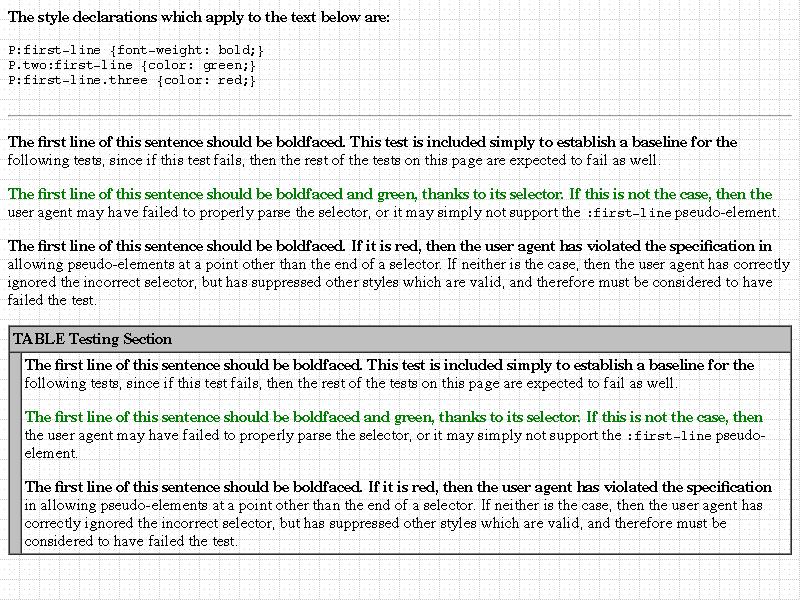 The style declarations which apply to the text below are:
P:first-line {font-weight: bold;}
P.two:first-line {color: green;}
P:first-line.three {color: red;}
The first line of this sentence should be boldfaced. This test is included simply to establish a baseline for the
following tests, since if this test fails, then the rest of the tests on this page are expected to fail as well.
The first line of this sentence should be boldfaced and green, thanks to its selector. If this is not the case, then the
user agent may have failed to properly parse the selector, or it may simply not support the :first-line pseudo-element.
The first line of this sentence should be boldfaced. If it is red, then the user agent has violated the specification in
allowing pseudo-elements at a point other than the end of a selector. If neither is the case, then the user agent has correctly
ignored the incorrect selector, but has suppressed other styles which are valid, and therefore must be considered to have
failed the test.
TABLE Testing Section
The first line of this sentence should be boldfaced. This test is included simply to establish a baseline for the
following tests, since if this test fails, then the rest of the tests on this page are expected to fail as well.
The first line of this sentence should be boldfaced and green, thanks to its selector. If this is not the case, then
the user agent may have failed to properly parse the selector, or it may simply not support the :first-line pseudo-
element.
The first line of this sentence should be boldfaced. If it is red, then the user agent has violated the specification
in allowing pseudo-elements at a point other than the end of a selector. If neither is the case, then the user agent has
correctly ignored the incorrect selector, but has suppressed other styles which are valid, and therefore must be
considered to have failed the test.